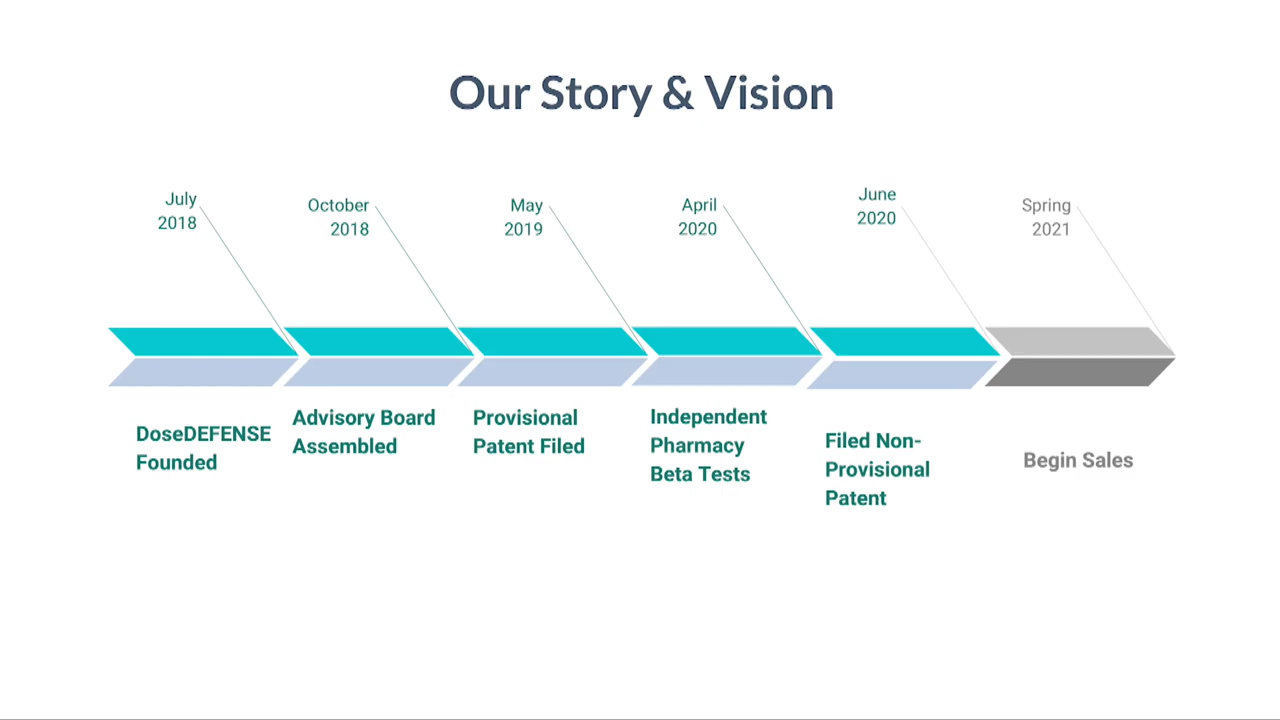 Our Story & Vision
July
2018
October
2018
May
2019
April
2020
June
2020
Spring
2021
DoseDEFENSE
Founded
Advisory Board
Assembled
Provisional
Patent Filed
Independent
Pharmacy
Beta Tests
Filed Non-
Provisional
Patent
Begin Sales